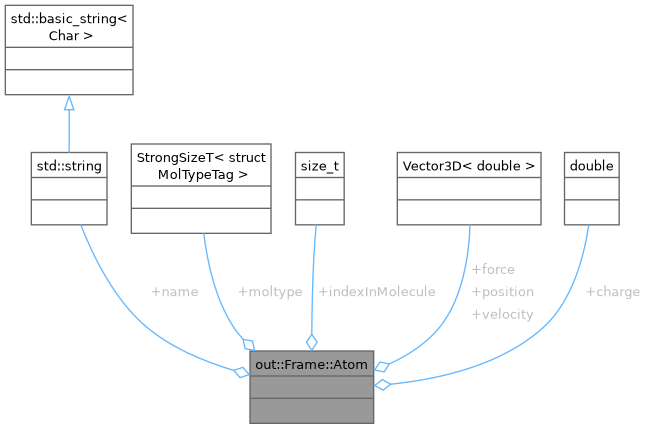 std::basic_string<
Char >
std::string
StrongSizeT< struct
MolTypeTag >
size_t
Vector3D< double >
double
+name
+moltype
+indexInMolecule
+force
+position
+velocity
+charge
out::Frame::Atom